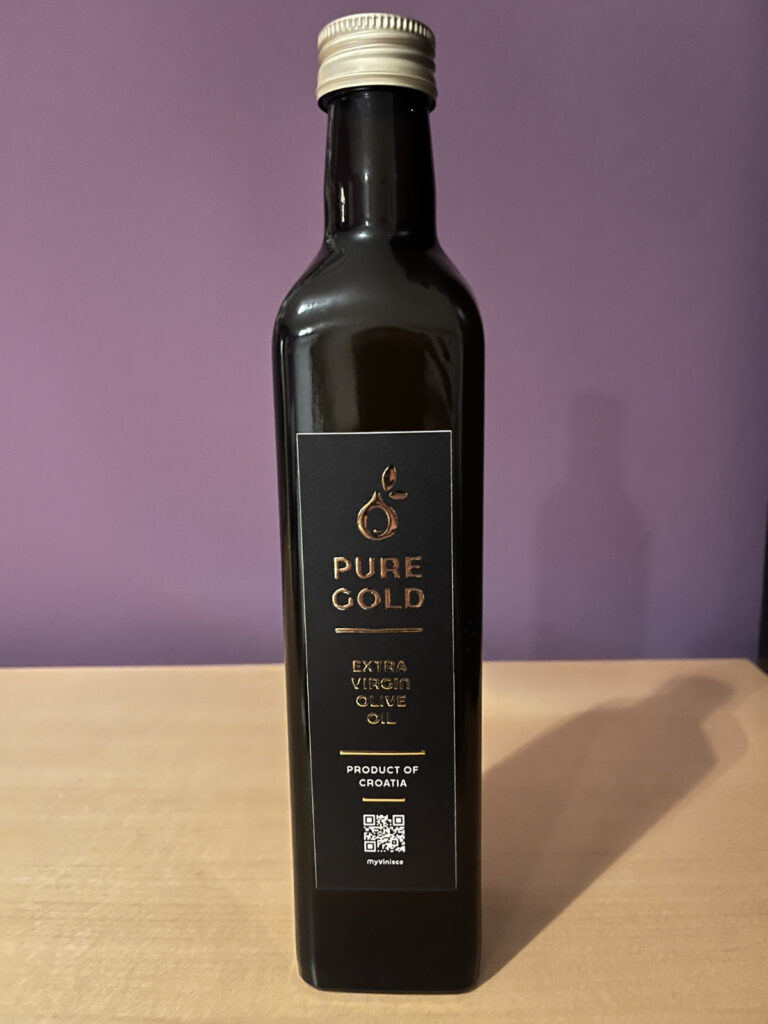 PURE
GOLD
EXTRA
VIRGIN
OLIVE
OIL
PRODUCT OF
CROATIA
myvinisce